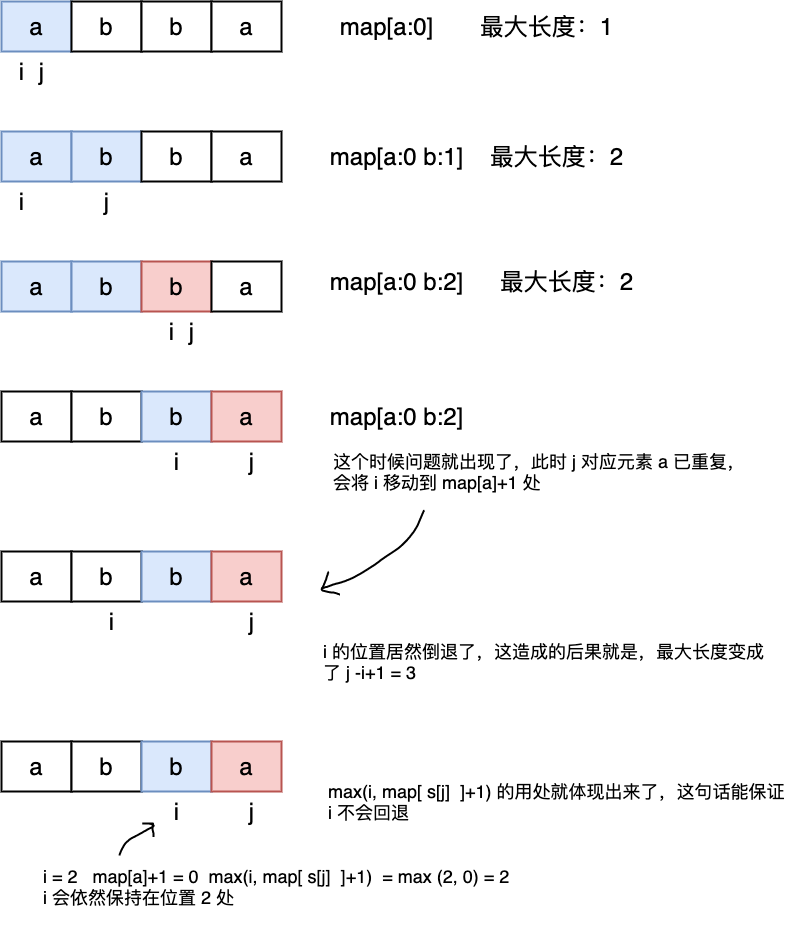 a b b a map[a:0] 最大长度：1
i j
a b b a map[a:0 b:1] 最大长度：2
i j
a b b a map[a:0 b:2] 最大长度：2
i j
a b b a map[a:0 b:2]
i j
这个时候问题就出现了，此时 j 对应元素 a 已重复，
会将 i 移动到 map[a]+1 处
a b b a
i j
i 的位置居然倒退了，这造成的后果就是，最大长度变成
了 j -i+1 = 3
a b b a
i j
max(i, map[ s[j] ]+1) 的用处就体现出来了，这句话能保证
i 不会回退
i = 2 map[a]+1 = 0 max(i, map[ s[j] ]+1) = max (2, 0) = 2
i 会依然保持在位置 2 处